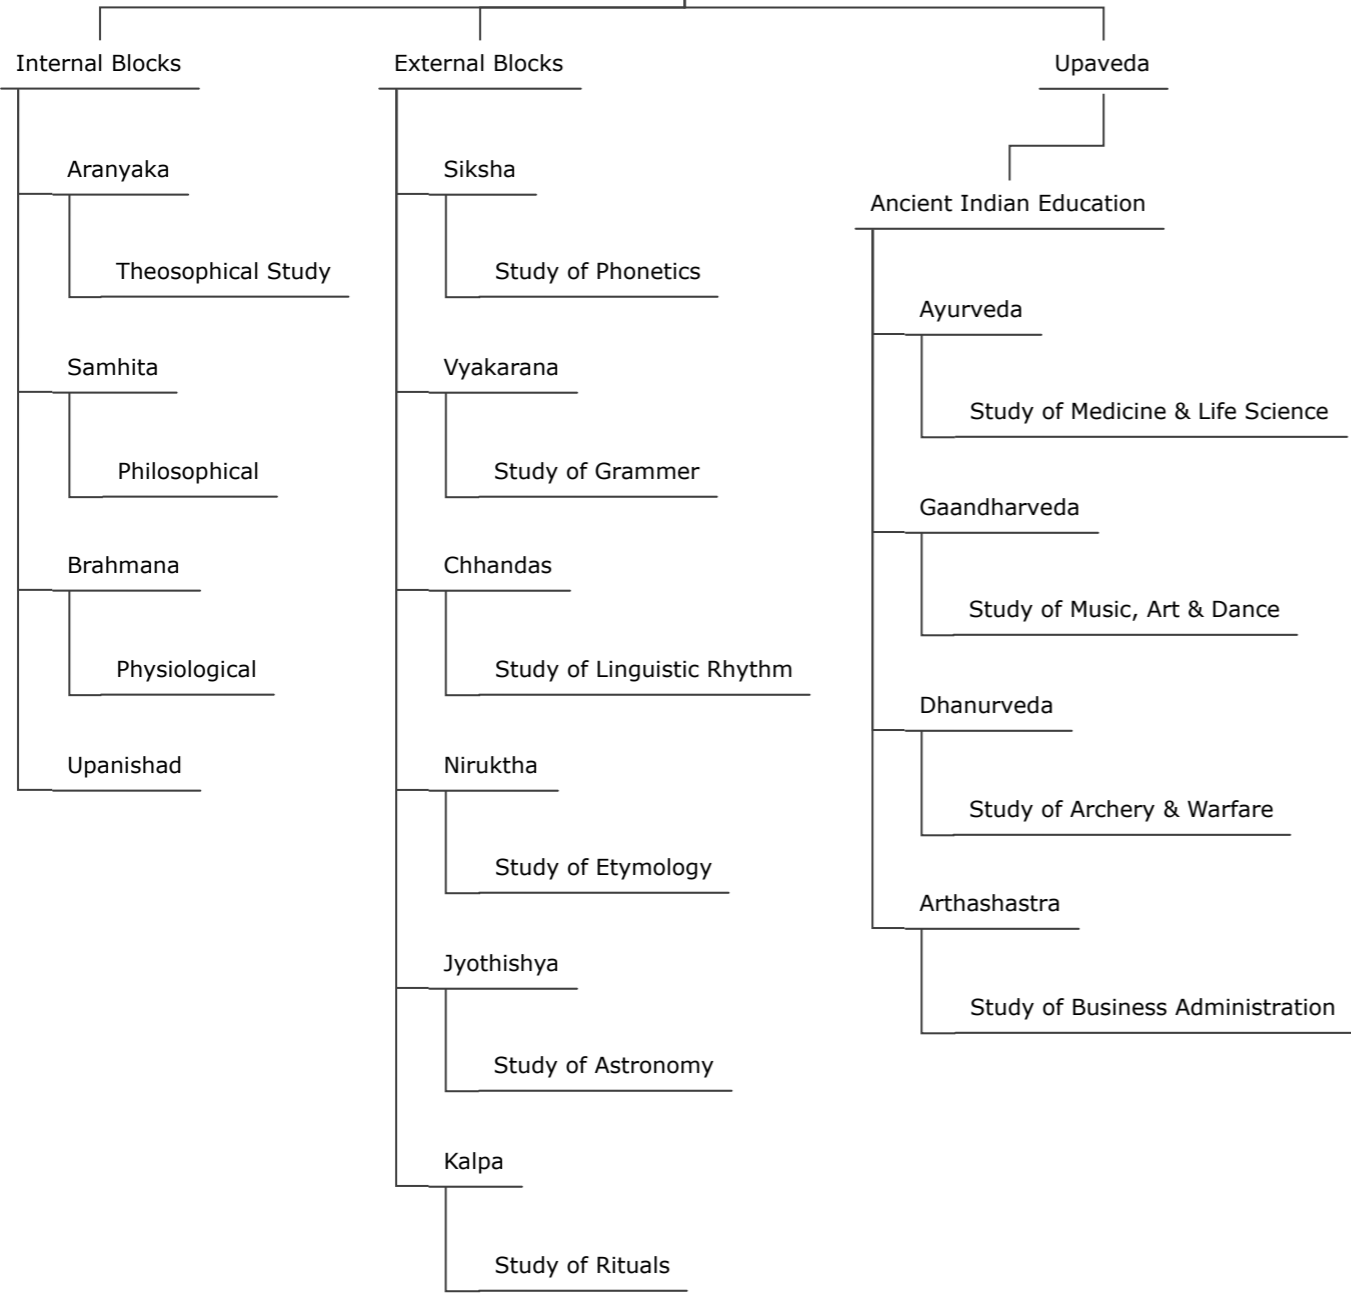 Internal Blocks
Aranyaka
Theosophical Study
Samhita
Philosophical
Brahmana
Physiological
Upanishad
External Blocks
Siksha
Study of Phonetics
Vyakarana
Study of Grammer
Chhandas
Study of Linguistic Rhythm
Niruktha
Study of Etymology
Jyothishya
Study of Astronomy
Kalpa
Study of Rituals
Upaveda
Ancient Indian Education
Ayurveda
Study of Medicine & Life Science
Gaandharveda
Study of Music, Art & Dance
Dhanurveda
Study of Archery & Warfare
Arthashastra
Study of Business Administration